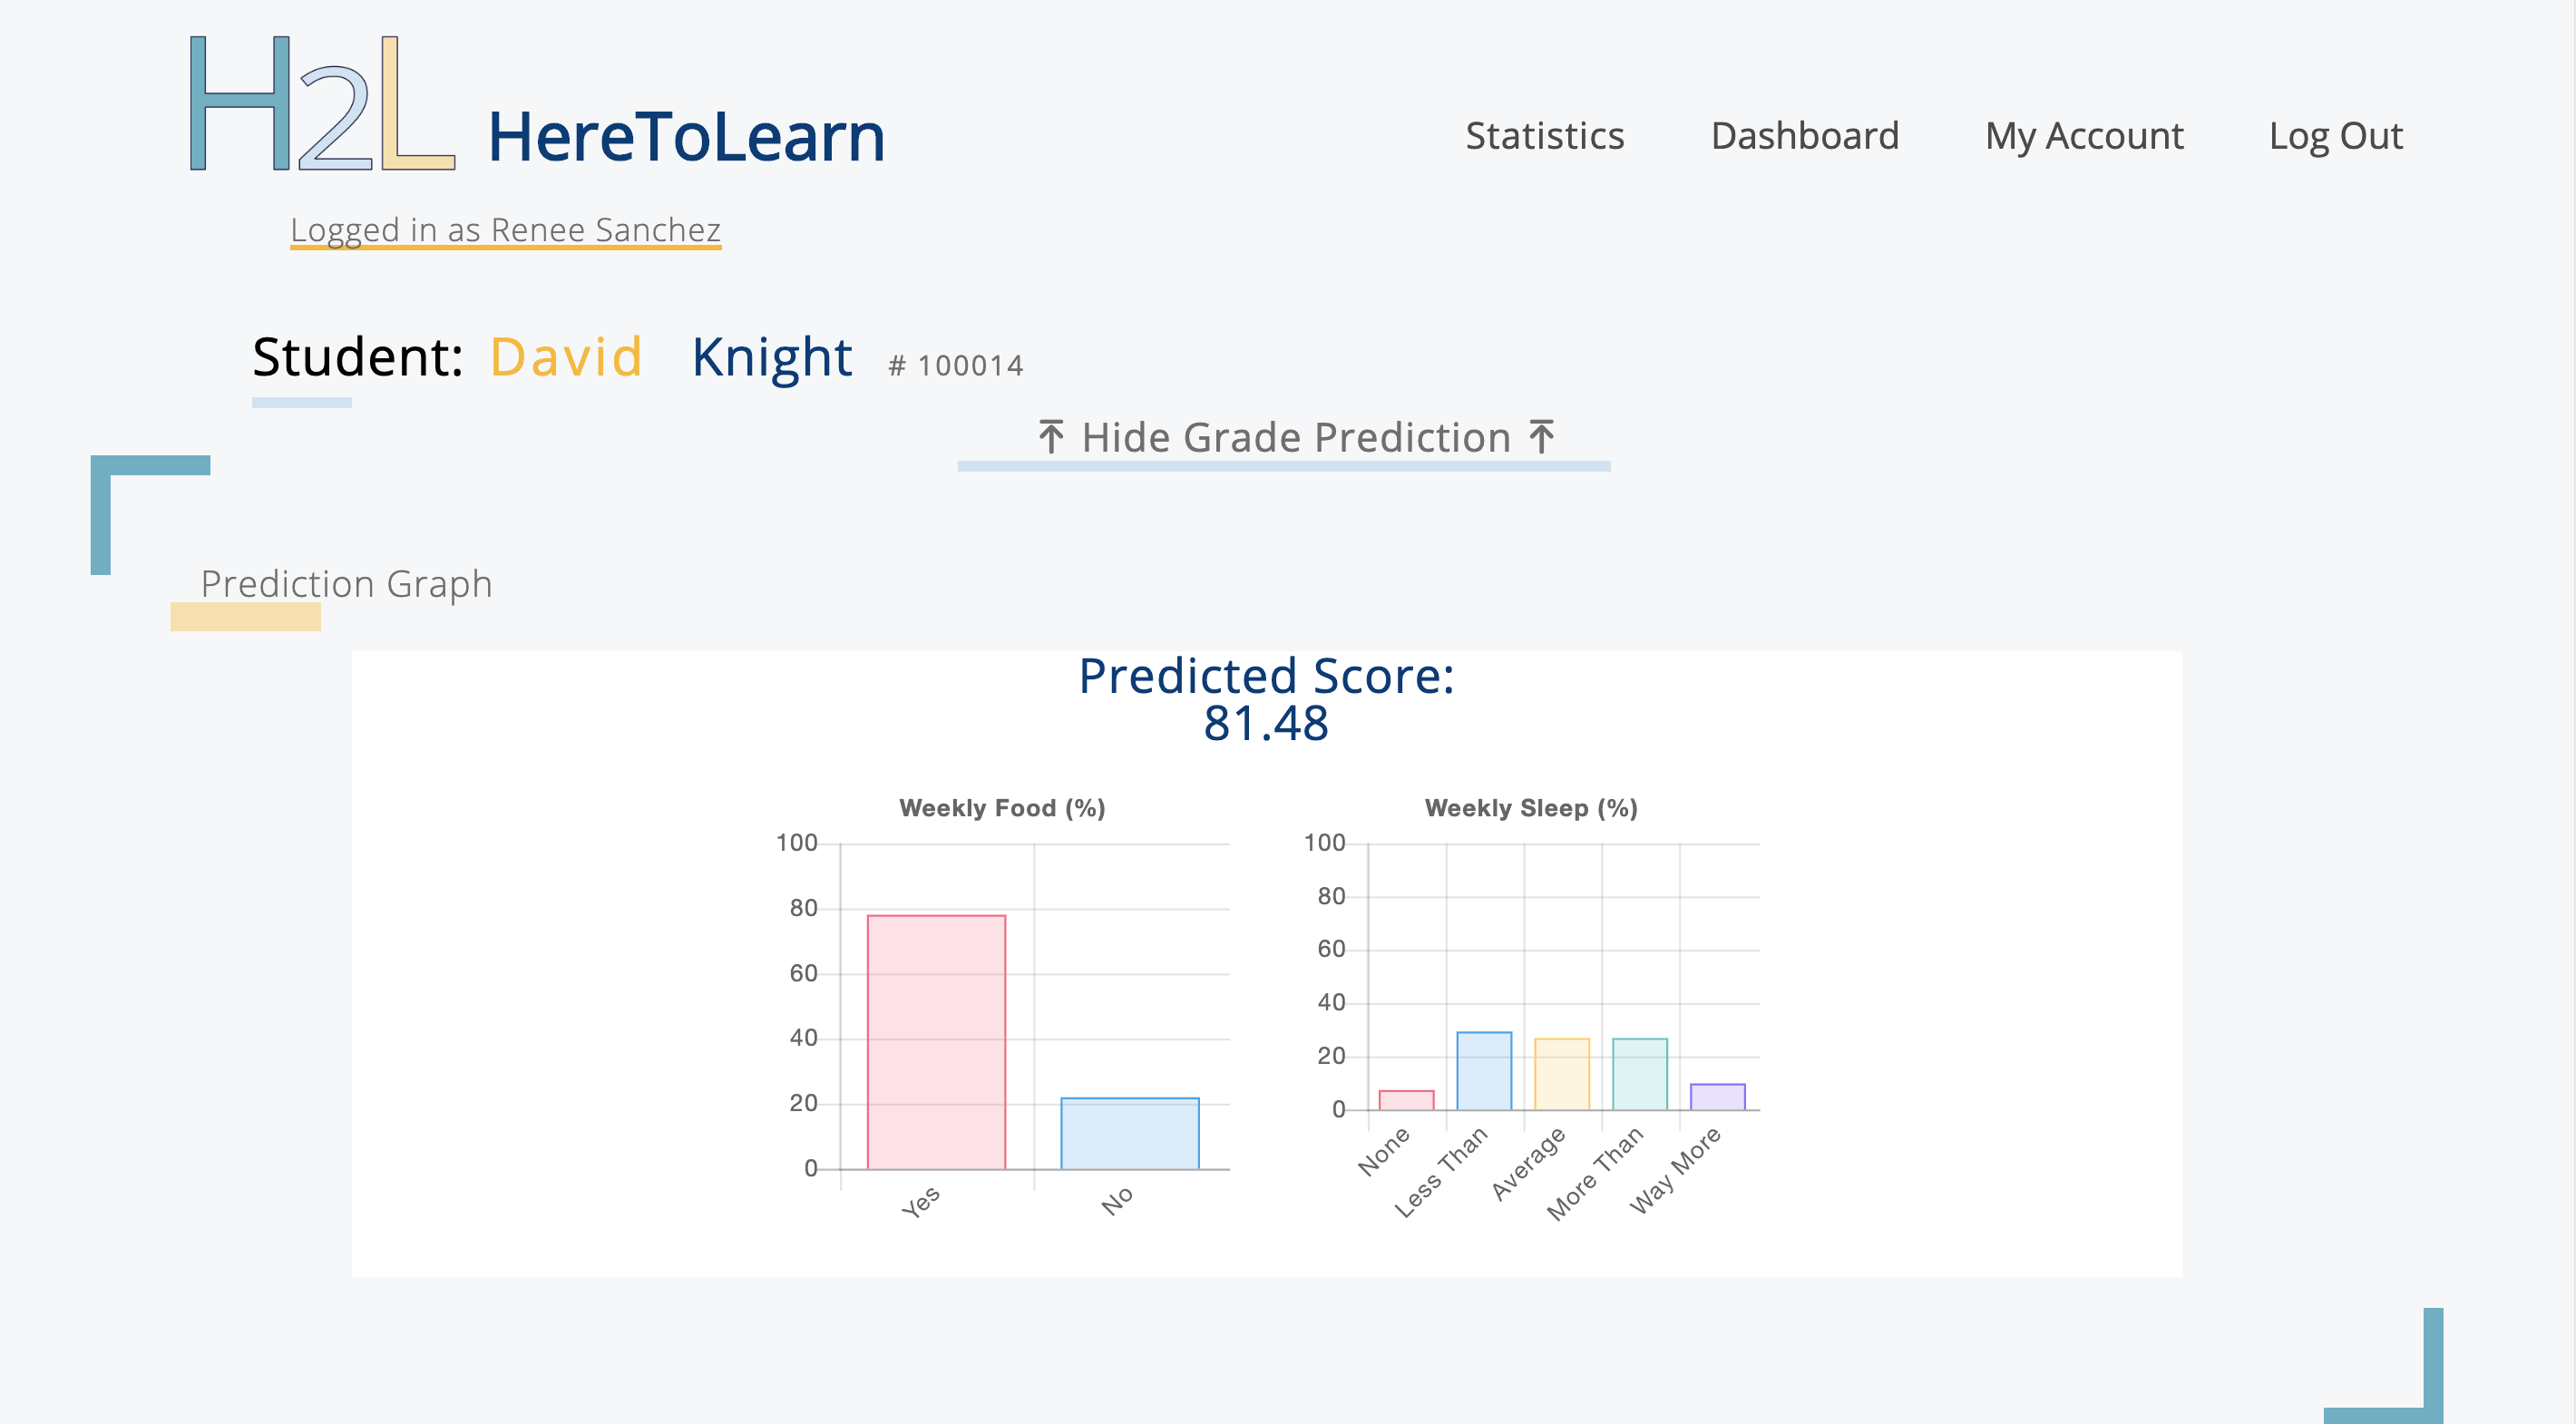 H2L HereToLearn
Statistics Dashboard My Account Log Out
Logged in as Renee Sanchez
Student: David Knight # 100014
Hide Grade Prediction
Prediction Graph
Predicted Score:
81.48
Weekly Food (%)
100
80
60
40
20
0
Yes No
Weekly Sleep (%)
100
80
60
40
20
0
None Less Than Average More Than Way More